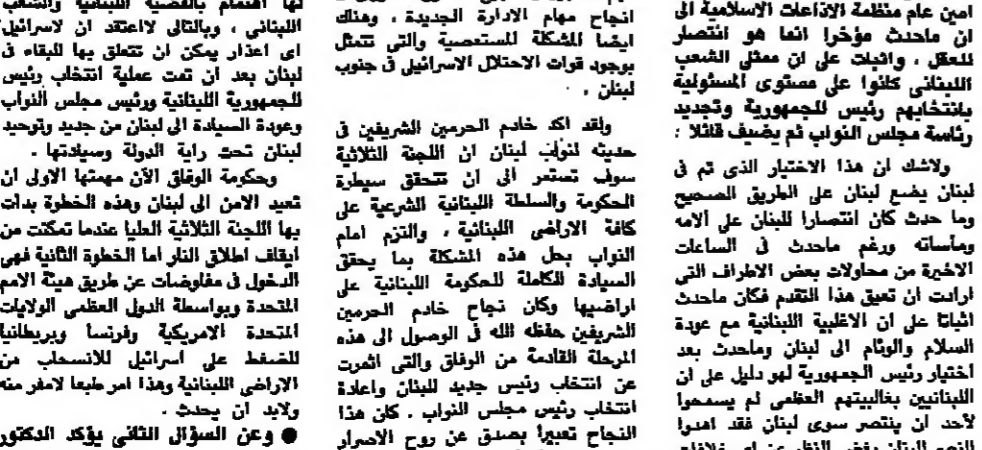 امين عام منظمة الاذاعات الاسلامية الى
ان ماحدث مؤخرا انما هو انتصار
للعقل ، واثبات على ان ممثلى الشعب
اللبنانى كانوا على مستوى المسئولية
بانتخابهم رئيس للجمهورية وتجديد
رئاسة مجلس النواب ثم يضيف قائلا :
ولاشك ان هذا الاختيار الذى تم فى
لبنان يضع لبنان على الطريق الصحيح
وما حدث كان انتصارا للبنان على آلامه
ومأساته ورغم ماحدث فى الساعات
الاخيرة من محاولات بعض الاطراف التى
ارادت ان تعيق هذا التقدم فكان ماحدث
اثباتا على ان الاغلبية اللبنانية مع عودة
السلام والوئام الى لبنان وماحدث بعد
اختيار رئيس الجمهورية لهو دليل على ان
اللبنانيين بغالبيتهم العظمى لم يسمحوا
لأحد ان ينتصر سوى لبنان فقد اهدوا
النصر للبنان بغض النظر عن اى خلافات
انجاح مهام الادارة الجديدة ، وهناك
ايضا المشكلة المستعصية والتى تتمثل
بوجود قوات الاحتلال الاسرائيلى فى جنوب
لبنان .
ولقد اكد خادم الحرمين الشريفين فى
حديثه لنواب لبنان ان اللجنة الثلاثية
سوف تستمر الى ان تتحقق سيطرة
الحكومة والسلطة اللبنانية الشرعية على
كافة الاراضى اللبنانية ، والتزم امام
النواب بحل هذه المشكلة بما يحقق
السيادة الكاملة للحكومة اللبنانية على
اراضيها وكان نجاح خادم الحرمين
الشريفين حفظه الله فى الوصول الى هذه
المرحلة القادمة من الوفاق والتى اثمرت
عن انتخاب رئيس جديد للبنان واعادة
انتخاب رئيس مجلس النواب . كان هذا
النجاح تعبيرا بصدق عن روح الاصرار
لها اهتمام بالقضية اللبنانية والشعب
اللبنانى ، وبالتالى لااعتقد ان لاسرائيل
اى اعذار يمكن ان تتعلق بها للبقاء فى
لبنان بعد ان تمت عملية انتخاب رئيس
للجمهورية اللبنانية ورئيس مجلس النواب
وعودة السيادة الى لبنان من جديد وتوحيد
لبنان تحت راية الدولة وسيادتها .
وحكومة الوفاق الآن مهمتها الاولى ان
تعيد الامن الى لبنان وهذه الخطوة بدأت
بها اللجنة الثلاثية العليا عندما تمكنت من
ايقاف اطلاق النار اما الخطوة الثانية فهى
الدخول فى مفاوضات عن طريق هيئة الامم
المتحدة وبواسطة الدول العظمى الولايات
المتحدة الامريكية وفرنسا وبريطانيا
للضغط على اسرائيل للانسحاب من
الاراضى اللبنانية وهذا امر طبعا لامفر منه
ولابد ان يحدث .
● وعن السؤال الثانى يؤكد الدكتور